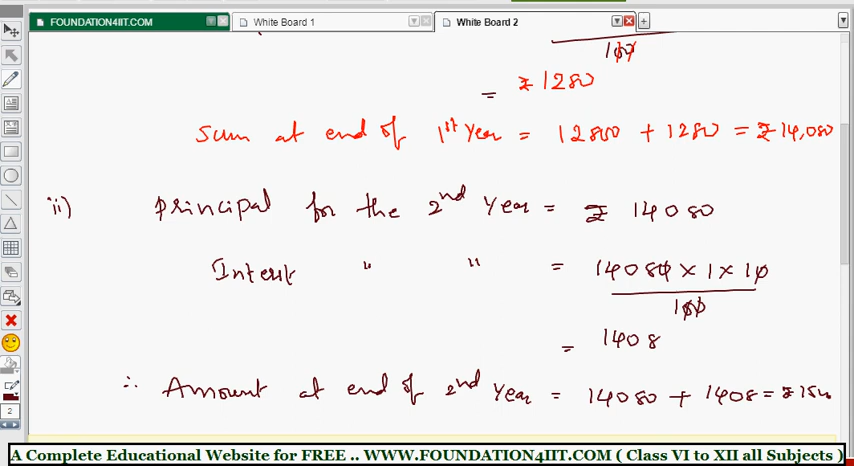 FOUNDATION4IIT.COM White Board 1 White Board 2
100
= ₹ 1280
Sum at end of 1st Year = 12800 + 1280 = ₹ 14,080
ii) Principal for the 2nd Year = ₹ 14080
Interest " " = 14080 × 1 × 10
100
= 1408
∴ Amount at end of 2nd Year = 14080 + 1408 = ₹
2
A Complete Educational Website for FREE .. WWW.FOUNDATION4IIT.COM ( Class VI to XII all Subjects )